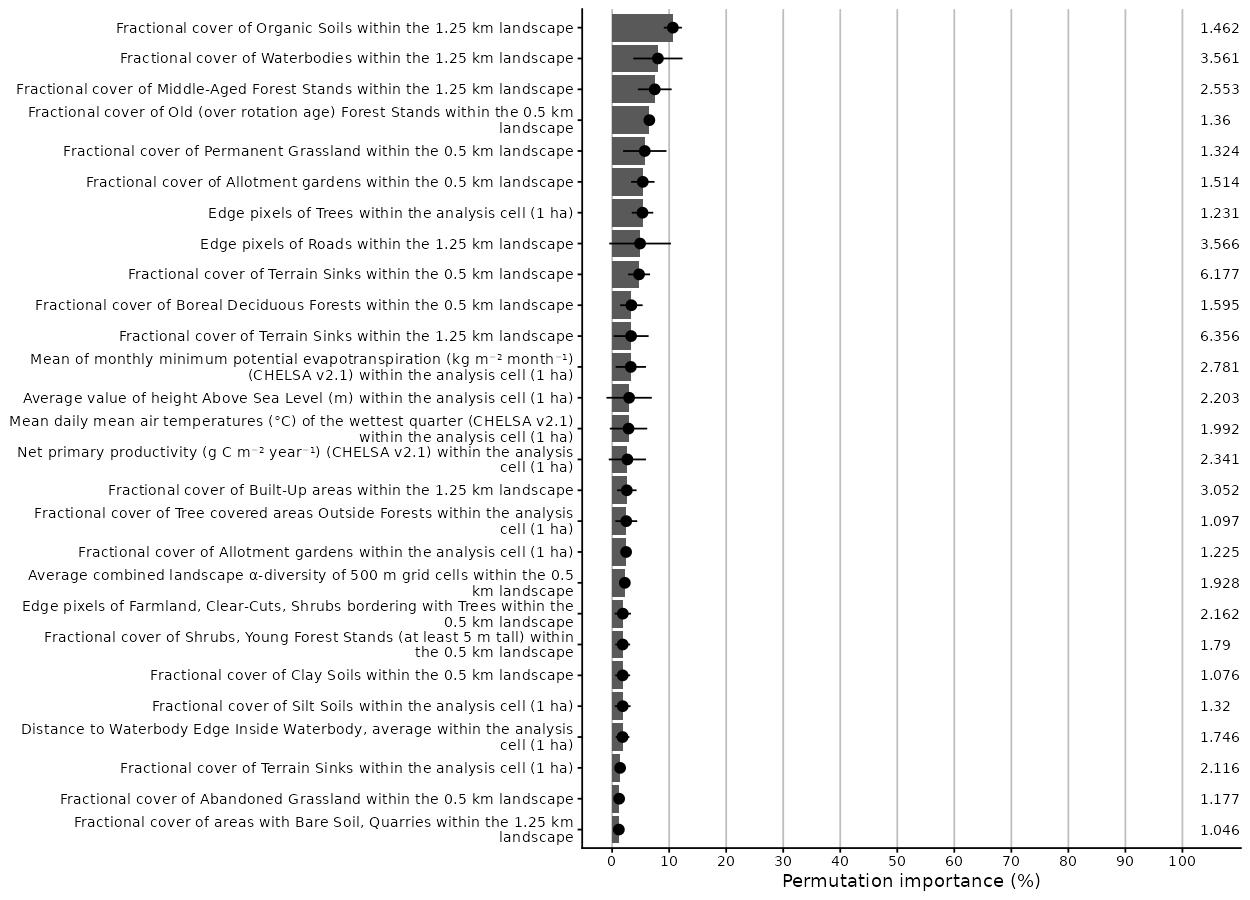 Fractional cover of Organic Soils within the 1.25 km landscape 1.462
Fractional cover of Waterbodies within the 1.25 km landscape 3.561
Fractional cover of Middle-Aged Forest Stands within the 1.25 km landscape 2.553
Fractional cover of Old (over rotation age) Forest Stands within the 0.5 km
landscape 1.36
Fractional cover of Permanent Grassland within the 0.5 km landscape 1.324
Fractional cover of Allotment gardens within the 0.5 km landscape 1.514
Edge pixels of Trees within the analysis cell (1 ha) 1.231
Edge pixels of Roads within the 1.25 km landscape 3.566
Fractional cover of Terrain Sinks within the 0.5 km landscape 6.177
Fractional cover of Boreal Deciduous Forests within the 0.5 km landscape 1.595
Fractional cover of Terrain Sinks within the 1.25 km landscape 6.356
Mean of monthly minimum potential evapotranspiration (kg m⁻² month⁻¹)
(CHELSA v2.1) within the analysis cell (1 ha) 2.781
Average value of height Above Sea Level (m) within the analysis cell (1 ha) 2.203
Mean daily mean air temperatures (°C) of the wettest quarter (CHELSA v2.1)
within the analysis cell (1 ha) 1.992
Net primary productivity (g C m⁻² year⁻¹) (CHELSA v2.1) within the analysis
cell (1 ha) 2.341
Fractional cover of Built-Up areas within the 1.25 km landscape 3.052
Fractional cover of Tree covered areas Outside Forests within the analysis
cell (1 ha) 1.097
Fractional cover of Allotment gardens within the analysis cell (1 ha) 1.225
Average combined landscape α-diversity of 500 m grid cells within the 0.5
km landscape 1.928
Edge pixels of Farmland, Clear-Cuts, Shrubs bordering with Trees within the
0.5 km landscape 2.162
Fractional cover of Shrubs, Young Forest Stands (at least 5 m tall) within
the 0.5 km landscape 1.79
Fractional cover of Clay Soils within the 0.5 km landscape 1.076
Fractional cover of Silt Soils within the analysis cell (1 ha) 1.32
Distance to Waterbody Edge Inside Waterbody, average within the analysis
cell (1 ha) 1.746
Fractional cover of Terrain Sinks within the analysis cell (1 ha) 2.116
Fractional cover of Abandoned Grassland within the 0.5 km landscape 1.177
Fractional cover of areas with Bare Soil, Quarries within the 1.25 km
landscape 1.046
0 10 20 30 40 50 60 70 80 90 100
Permutation importance (%)